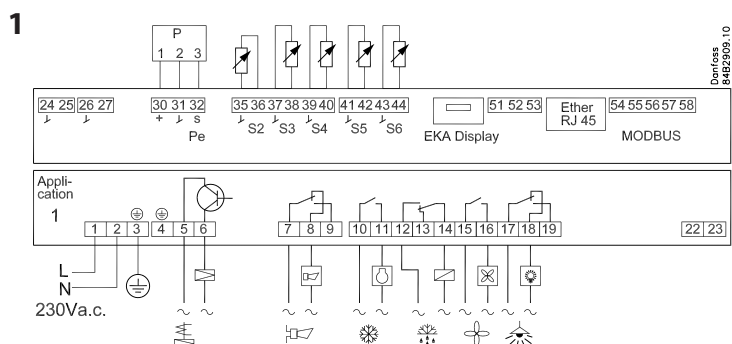 1
P
1 2 3
Danfoss
84B2909.10
24 25 26 27 30 31 32 35 36 37 38 39 40 41 42 43 44 51 52 53 Ether RJ 45 54 55 56 57 58
+ s S2 S3 S4 S5 S6
Pe EKA Display MODBUS
Appli-
cation
1
1 2 3 4 5 6 7 8 9 10 11 12 13 14 15 16 17 18 19 22 23
L
N
230Va.c.